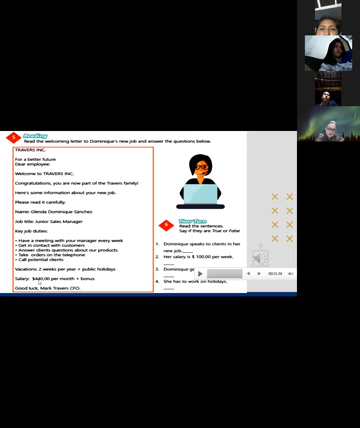 5 Reading
Read the welcoming letter to Dominique's new job and answer the questions below.
TRAVERS INC.
For a better future
Dear employee:
Welcome to TRAVERS INC.
Congratulations, you are now part of the Travers family!
Here's some information about your new job,
Please read it carefully.
Name: Glenda Dominique Sánchez
Job title: Junior Sales Manager
Key job duties:
• Have a meeting with your manager every week
• Get in contact with customers
• Answer clients questions about our products
• Take orders on the telephone
• Call potential clients
Vacations: 2 weeks per year + public holidays
Salary: $440,00 per month + bonus
Good luck, Mark Travers CFO.
6 Your Turn
Read the sentences.
Say if they are True or False
1. Dominique speaks to clients in her
new job.____
2. Her salary is $ 100.00 per week.
____
3. Dominique
4. She has to work on holidays.
____